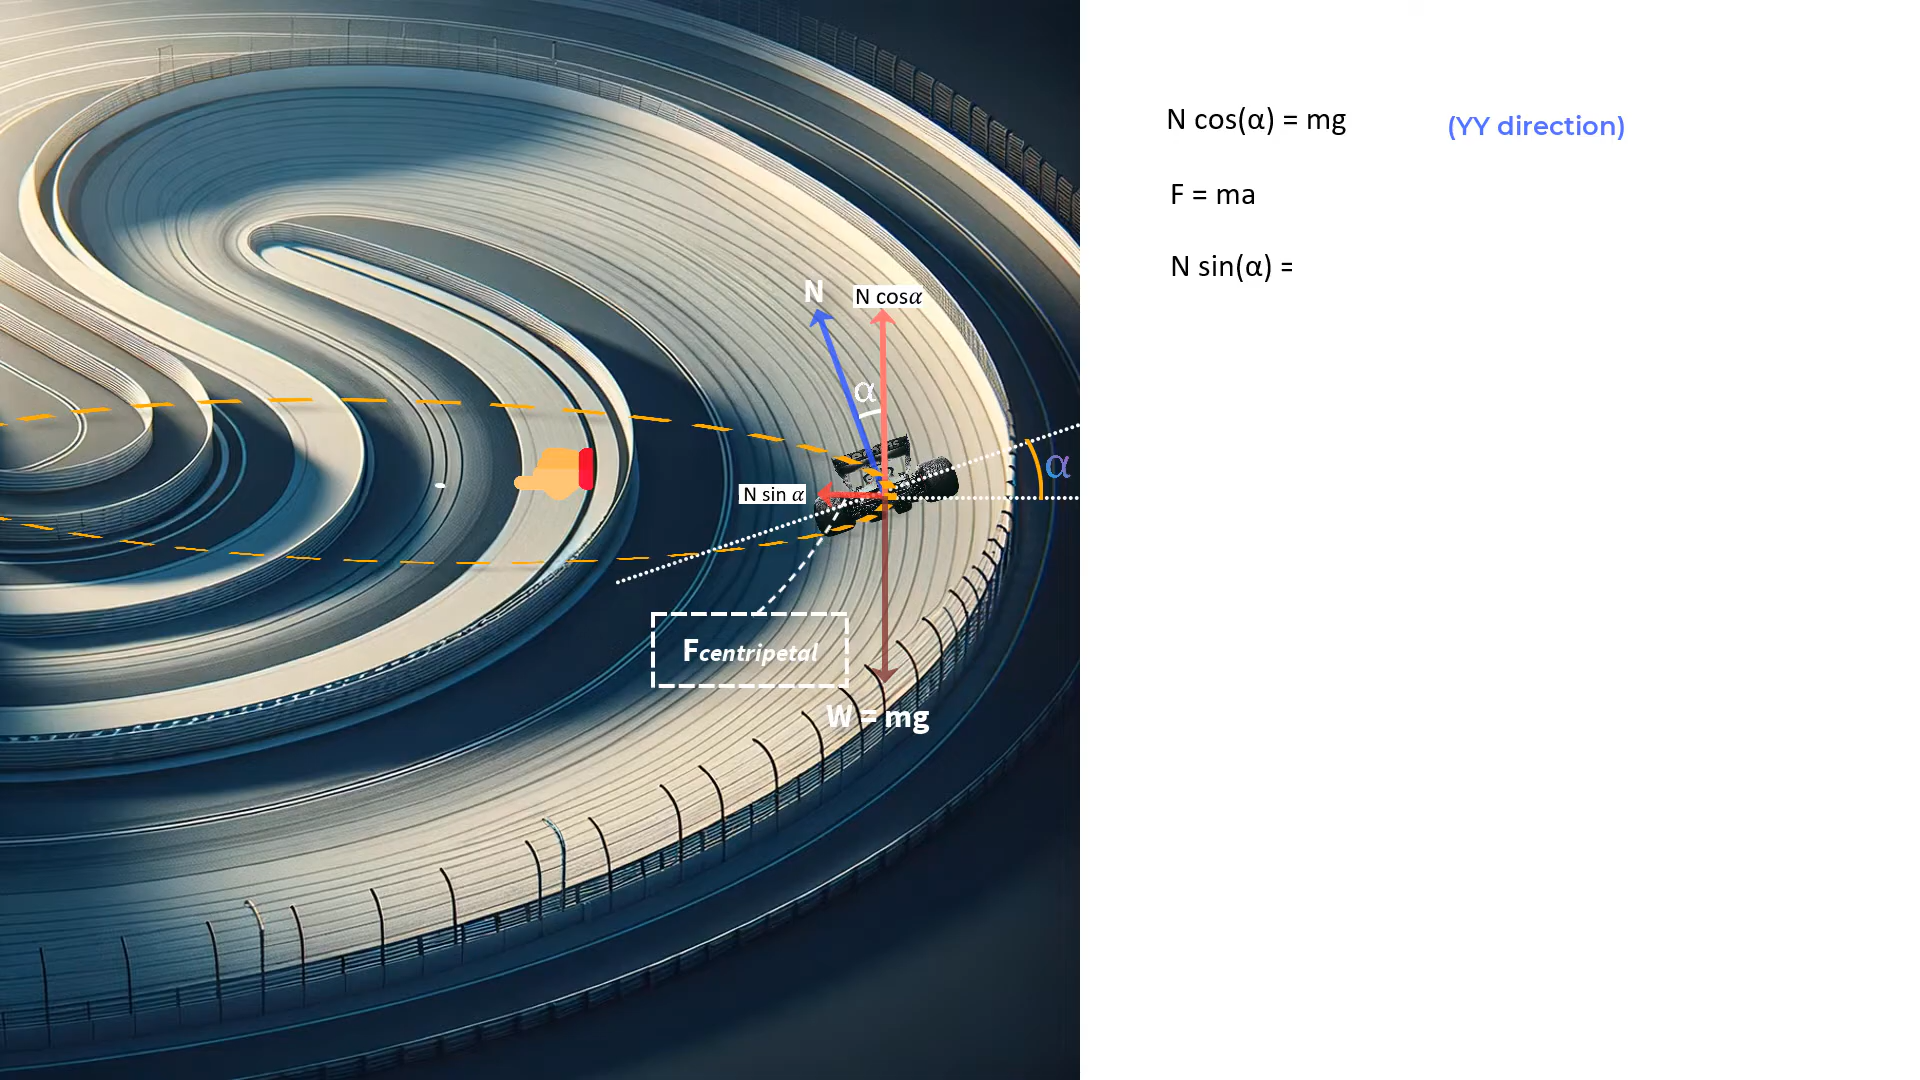 N cos(α) = mg
(YY direction)
F = ma
N sin(α) =
N
N cosα
α
α
N sin α
Fcentripetal
W = mg